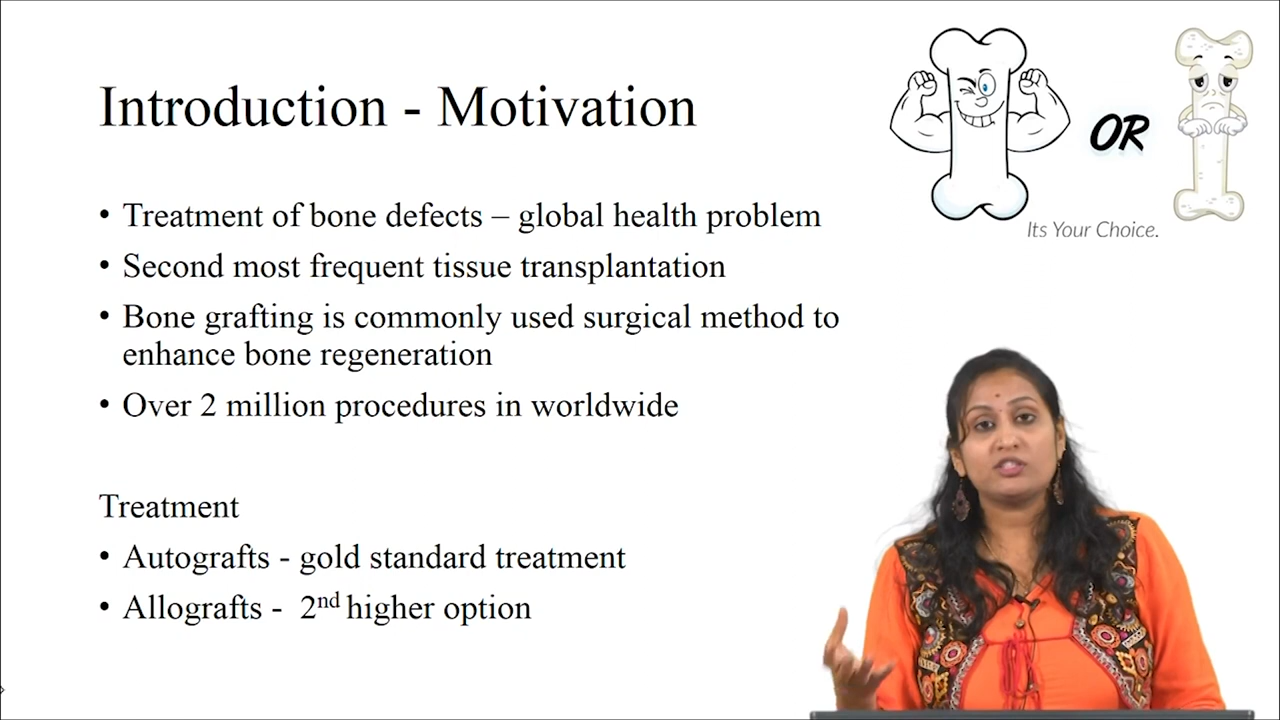 Introduction - Motivation
OR
Its Your Choice.
• Treatment of bone defects – global health problem
• Second most frequent tissue transplantation
• Bone grafting is commonly used surgical method to
enhance bone regeneration
• Over 2 million procedures in worldwide
Treatment
• Autografts - gold standard treatment
• Allografts - 2nd higher option